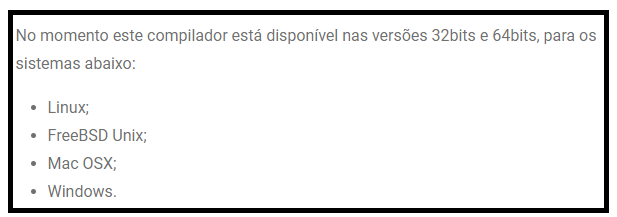 No momento este compilador está disponível nas versões 32bits e 64bits, para os
sistemas abaixo:
• Linux;
• FreeBSD Unix;
• Mac OSX;
• Windows.